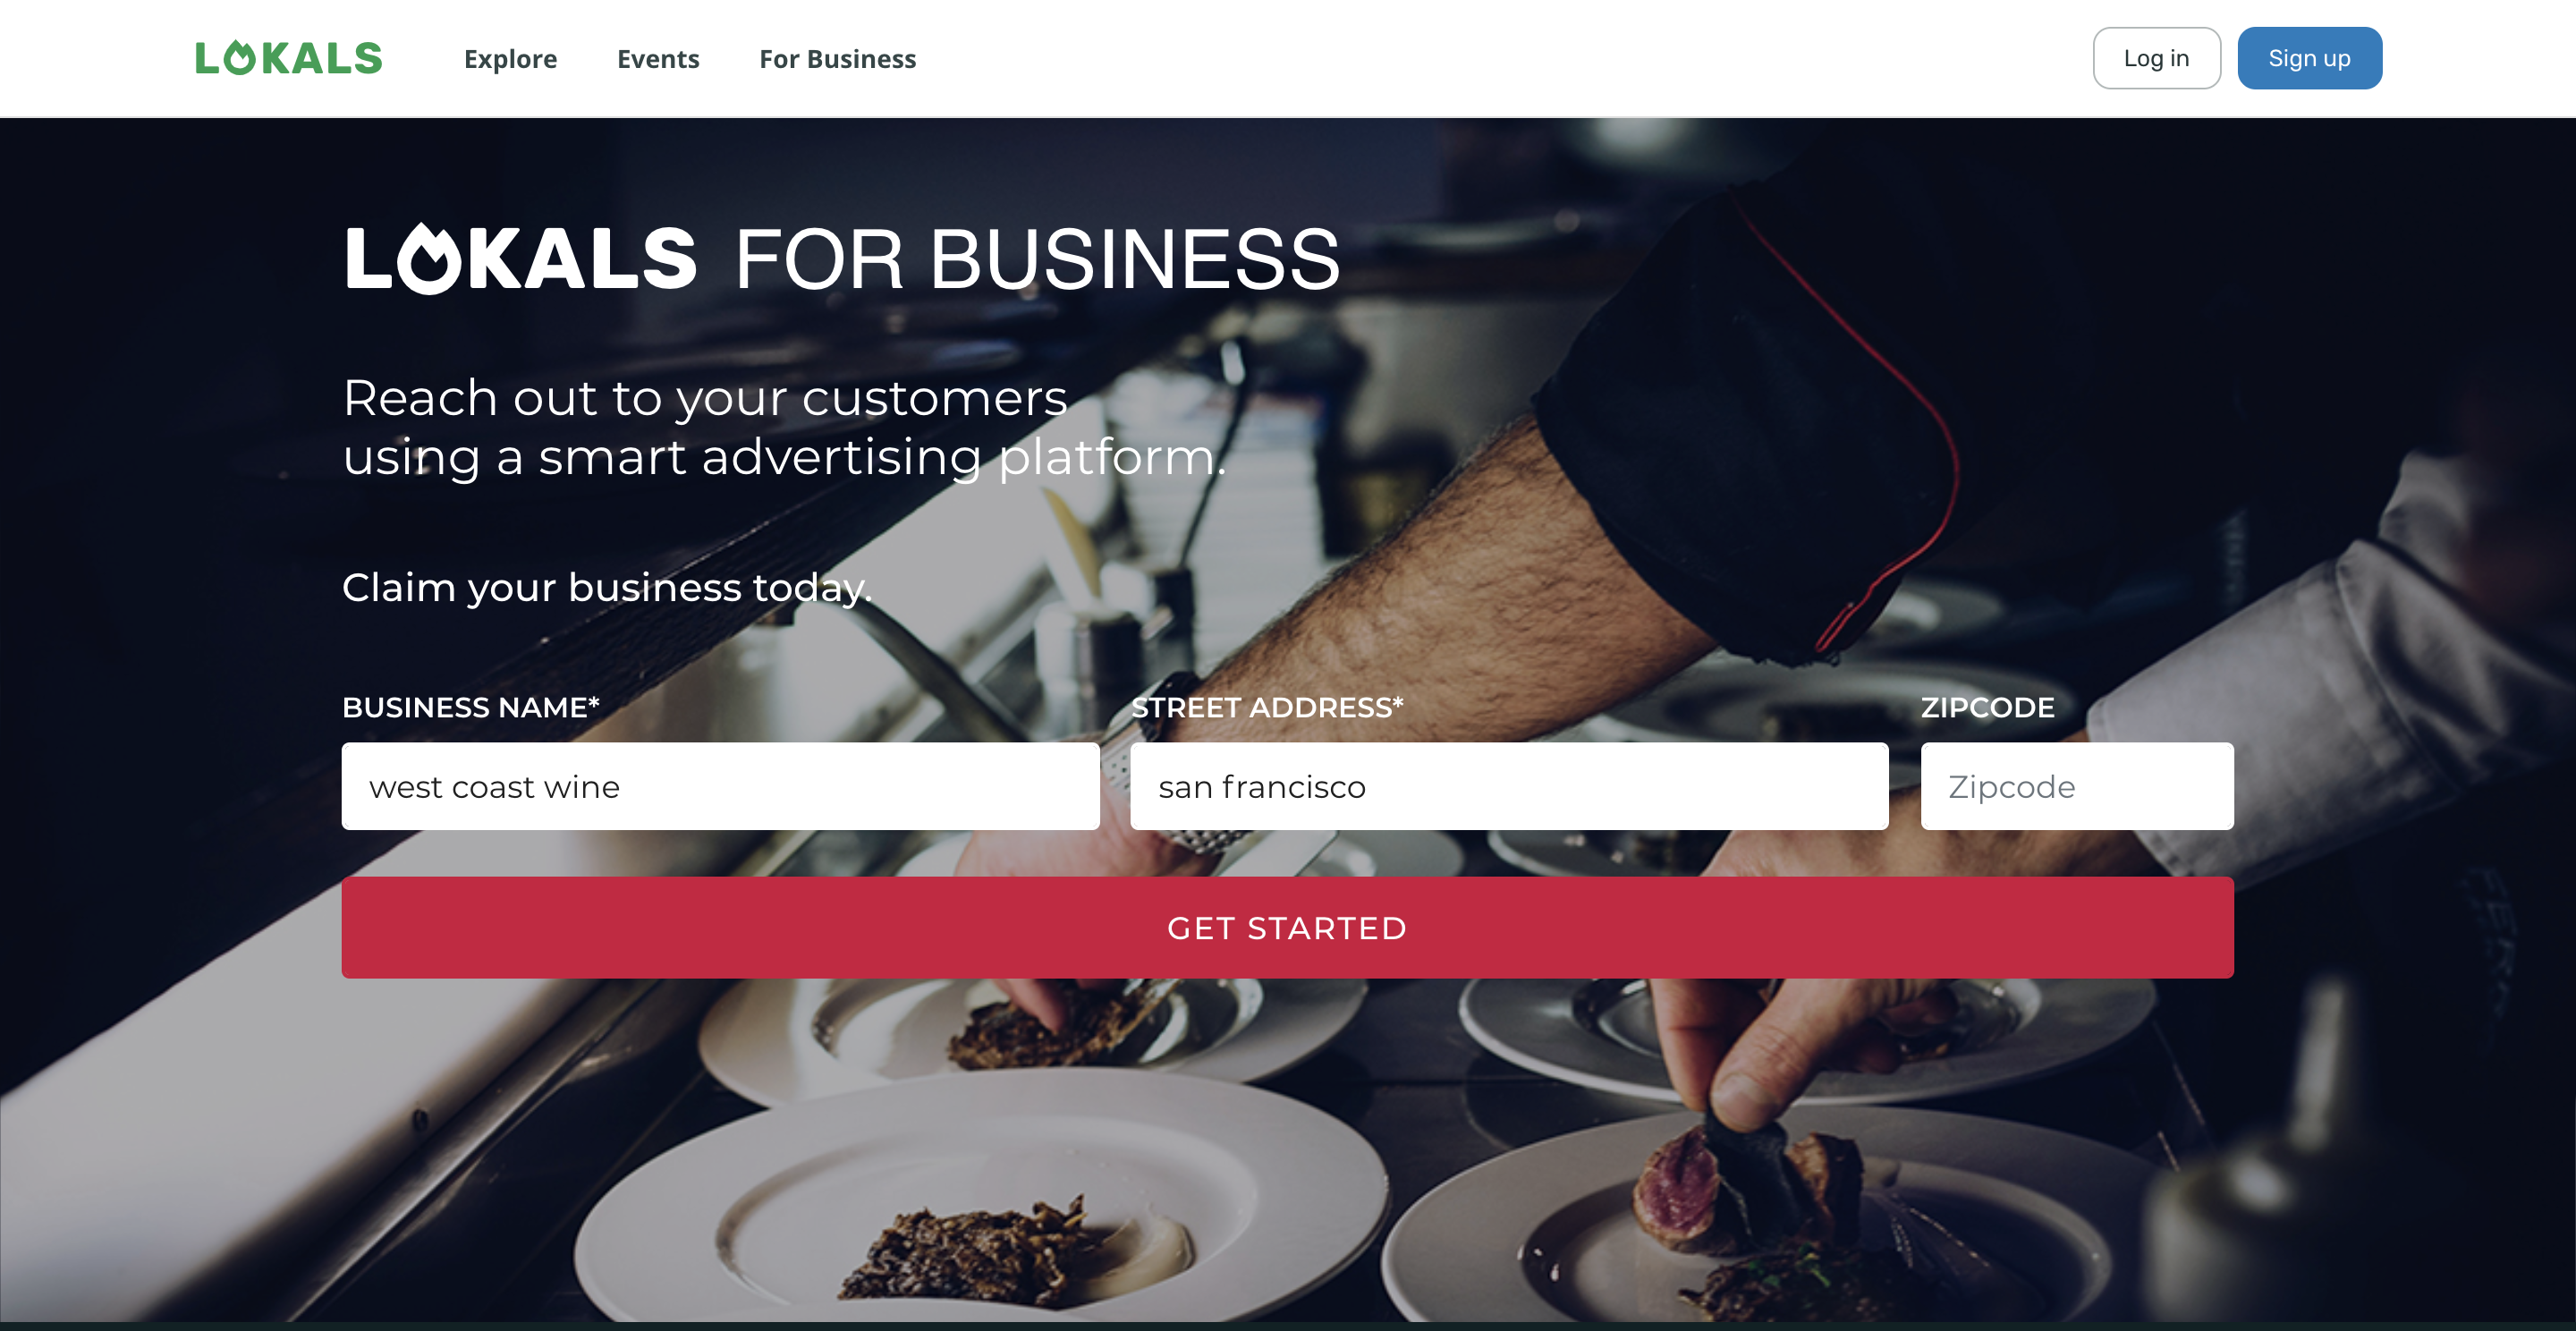 LOKALS Explore Events For Business Log in Sign up
LOKALS FOR BUSINESS
Reach out to your customers
using a smart advertising platform.
Claim your business today.
BUSINESS NAME* STREET ADDRESS* ZIPCODE
west coast wine san francisco Zipcode
GET STARTED